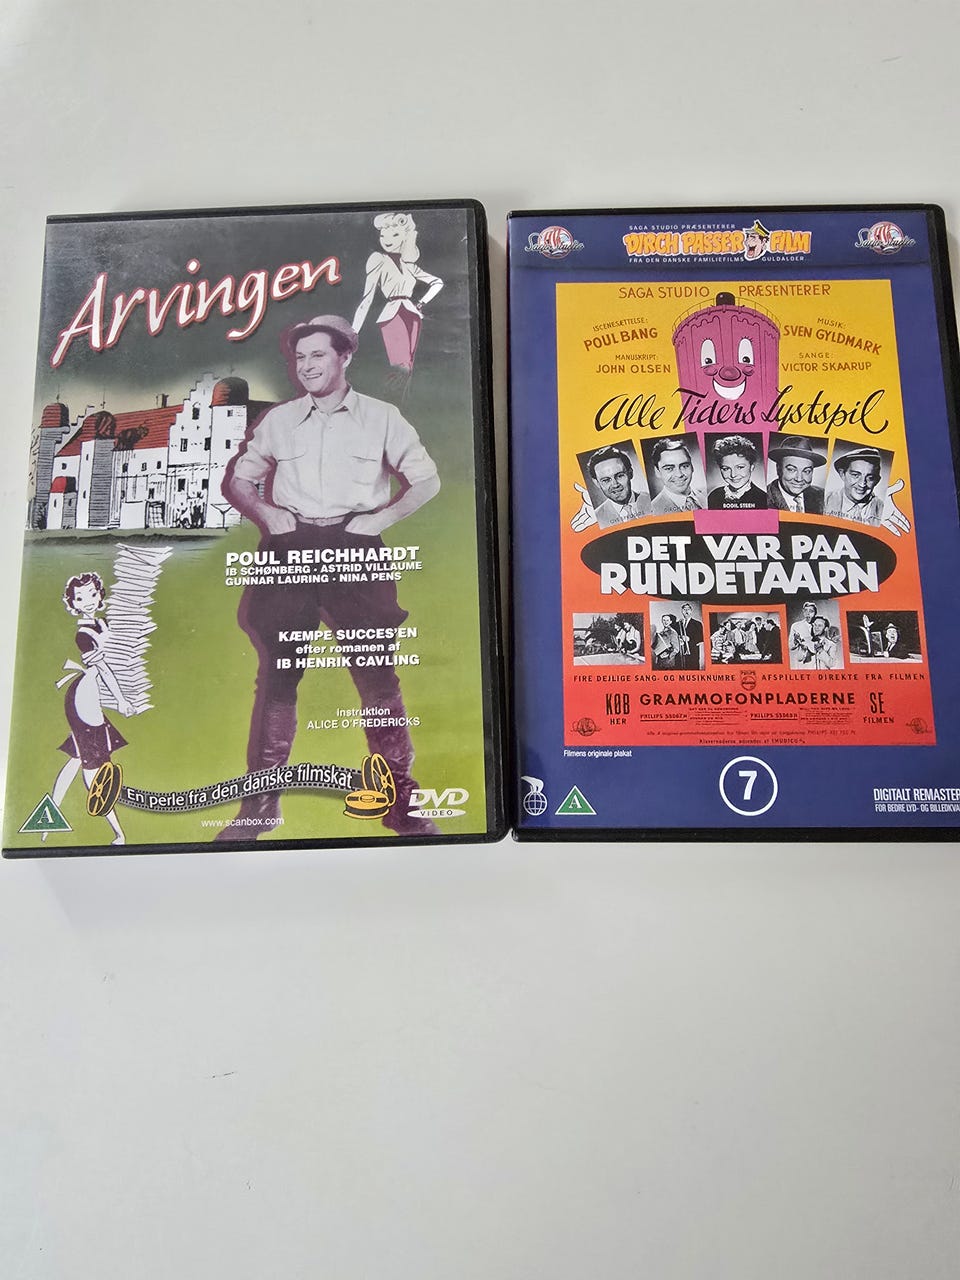 Arvingen
POUL REICHHARDT
IB SCHØNBERG · ASTRID VILLAUME
GUNNAR LAURING · NINA PENS
KÆMPE SUCCES'EN
efter romanen af
IB HENRIK CAVLING
Instruktion
ALICE O'FREDERICKS
En perle fra den danske filmskat
A
www.scanbox.com
DVD
VIDEO
SAGA STUDIO PRÆSENTERER
DIRCH PASSER FILM
FRA DEN DANSKE FAMILIEFILMS GULDALDER...
Saga Studio
Saga Studio
SAGA STUDIO PRÆSENTERER
ISCENESÆTTELSE:
POUL BANG
MUSIK:
SVEN GYLDMARK
MANUSKRIPT:
JOHN OLSEN
SANGE:
VICTOR SKAARUP
Alle Tiders Lystspil
BODIL STEEN
DET VAR PAA
RUNDETAARN
FIRE DEJLIGE SANG- OG MUSIKNUMRE PHILIPS AFSPILLET DIREKTE FRA FILMEN
KØB
HER
GRAMMOFONPLADERNE
SE
FILMEN
Filmens originale plakat
7
A
DIGITALT REMASTER
FOR BEDRE LYD- OG BILLEDKVA